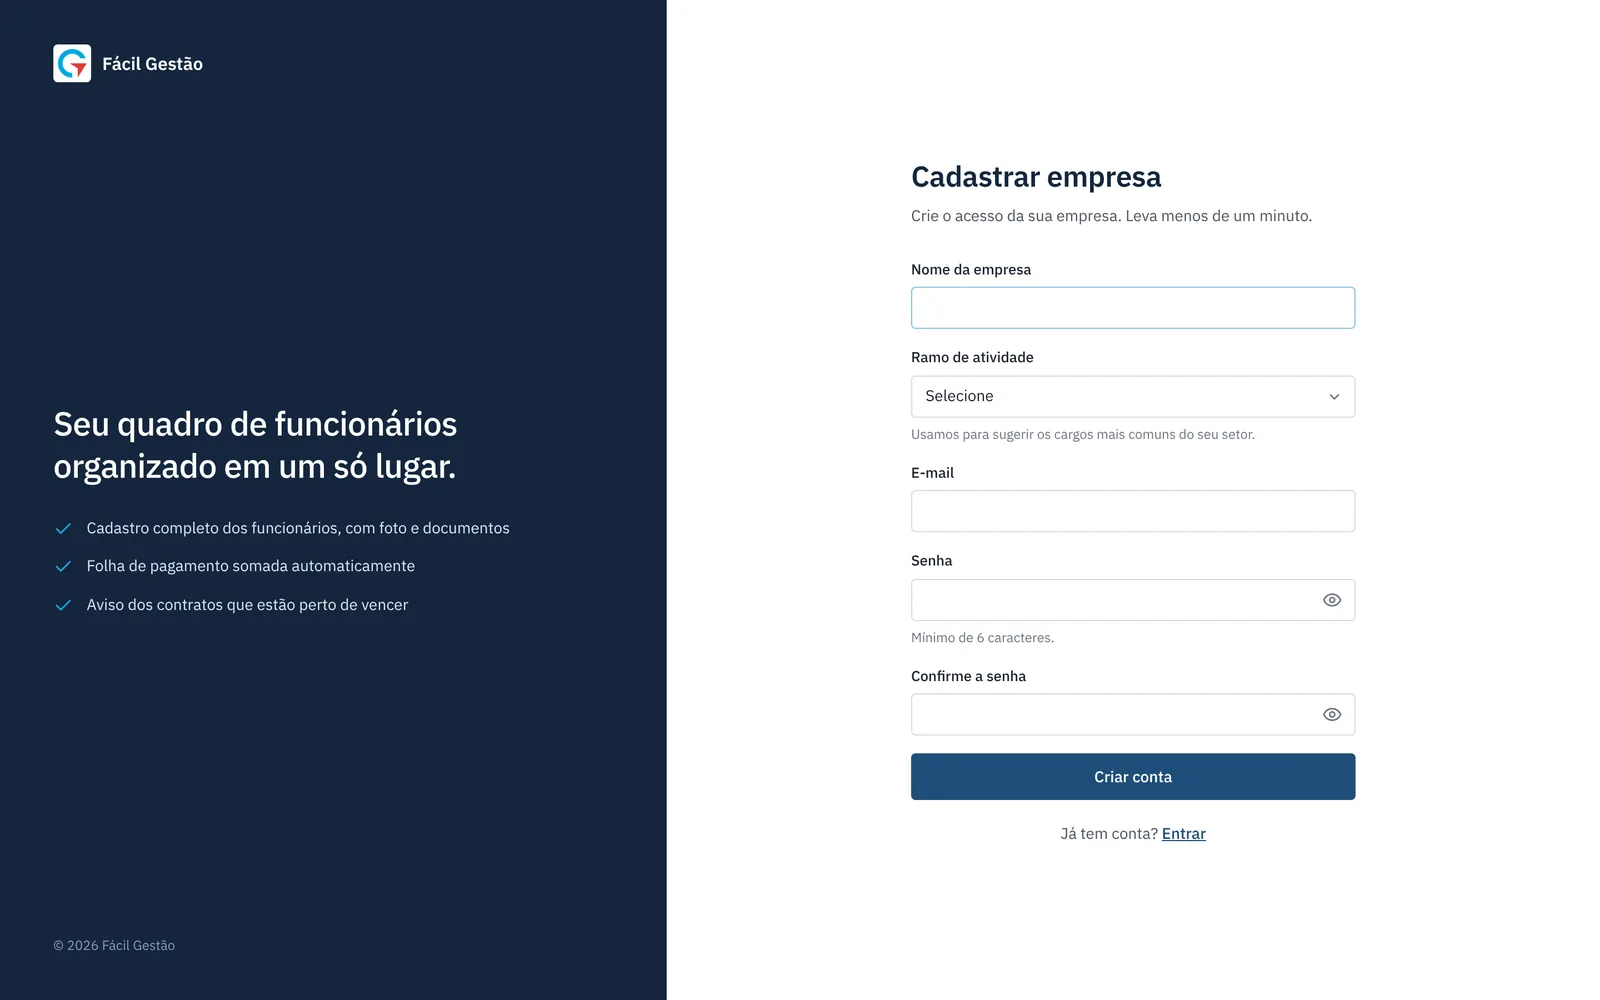 Fácil Gestão
Seu quadro de funcionários
organizado em um só lugar.
Cadastro completo dos funcionários, com foto e documentos
Folha de pagamento somada automaticamente
Aviso dos contratos que estão perto de vencer
© 2026 Fácil Gestão
Cadastrar empresa
Crie o acesso da sua empresa. Leva menos de um minuto.
Nome da empresa
Ramo de atividade
Selecione
Usamos para sugerir os cargos mais comuns do seu setor.
E-mail
Senha
Mínimo de 6 caracteres.
Confirme a senha
Criar conta
Já tem conta? Entrar